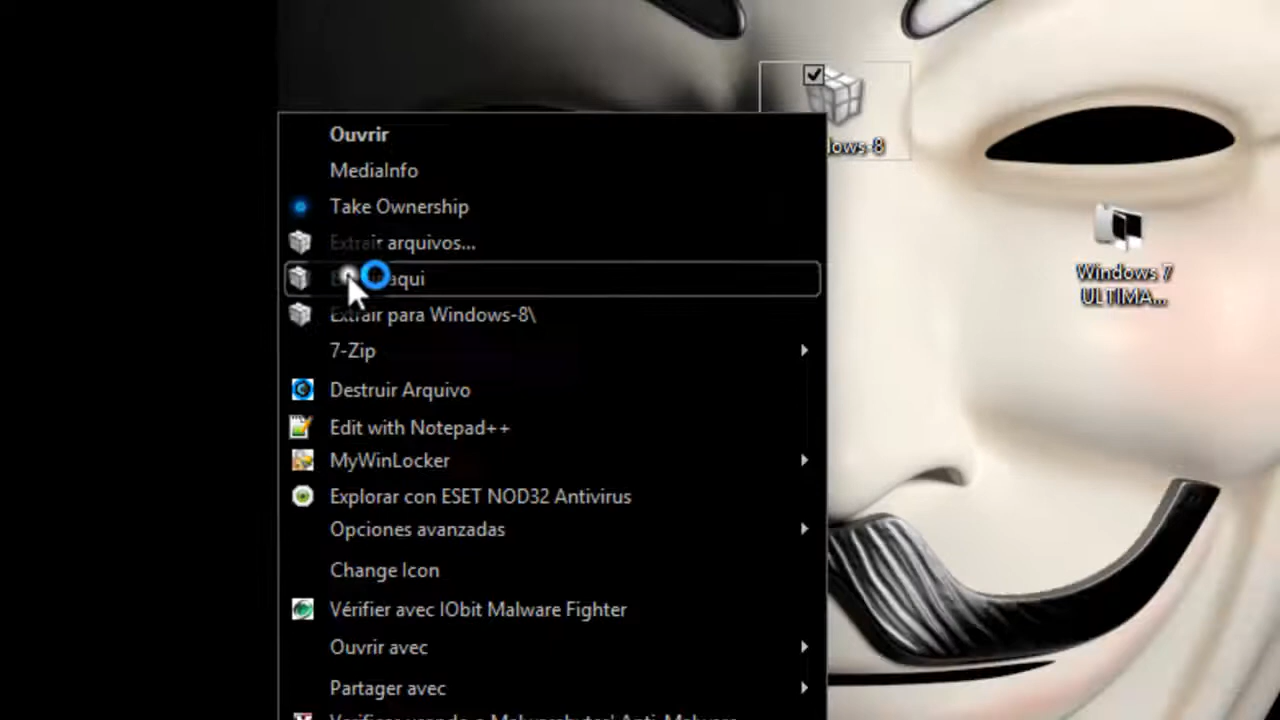 Ouvrir
MediaInfo
Take Ownership
Extrair arquivos...
aqui
Extrair para Windows-8\
7-Zip
Destruir Arquivo
Edit with Notepad++
MyWinLocker
Explorar con ESET NOD32 Antivirus
Opciones avanzadas
Change Icon
Vérifier avec IObit Malware Fighter
Ouvrir avec
Partager avec
lows-8
Windows 7
ULTIMA...